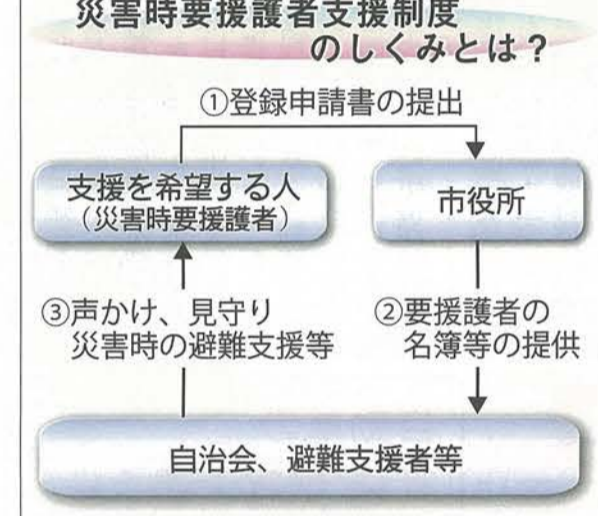 災害時要援護者支援制度
のしくみとは？
①登録申請書の提出
支援を希望する人
（災害時要援護者）
市役所
③声かけ、見守り
災害時の避難支援等
②要援護者の
名簿等の提供
自治会、避難支援者等